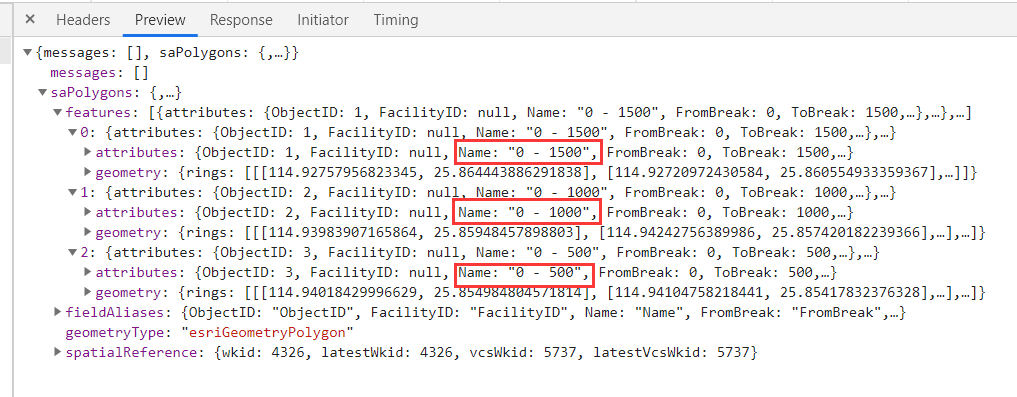 × Headers Preview Response Initiator Timing
▼{messages: [], saPolygons: {,…}}
messages: []
▼saPolygons: {,…}
▼features: [{attributes: {ObjectID: 1, FacilityID: null, Name: "0 - 1500", FromBreak: 0, ToBreak: 1500,…},…},…]
▼0: {attributes: {ObjectID: 1, FacilityID: null, Name: "0 - 1500", FromBreak: 0, ToBreak: 1500,…},…}
▶attributes: {ObjectID: 1, FacilityID: null, Name: "0 - 1500", FromBreak: 0, ToBreak: 1500,…}
▶geometry: {rings: [[[114.92757956823345, 25.864443886291838], [114.92720972430584, 25.860554933359367],…]]}
▼1: {attributes: {ObjectID: 2, FacilityID: null, Name: "0 - 1000", FromBreak: 0, ToBreak: 1000,…},…}
▶attributes: {ObjectID: 2, FacilityID: null, Name: "0 - 1000", FromBreak: 0, ToBreak: 1000,…}
▶geometry: {rings: [[[114.93983907165864, 25.85948457898803], [114.94242756389986, 25.857420182239366],…],…]}
▼2: {attributes: {ObjectID: 3, FacilityID: null, Name: "0 - 500", FromBreak: 0, ToBreak: 500,…},…}
▶attributes: {ObjectID: 3, FacilityID: null, Name: "0 - 500", FromBreak: 0, ToBreak: 500,…}
▶geometry: {rings: [[[114.94018429996629, 25.854984804571814], [114.94104758218441, 25.85417832376328],…],…]}
▶fieldAliases: {ObjectID: "ObjectID", FacilityID: "FacilityID", Name: "Name", FromBreak: "FromBreak",…}
geometryType: "esriGeometryPolygon"
▶spatialReference: {wkid: 4326, latestWkid: 4326, vcsWkid: 5737, latestVcsWkid: 5737}